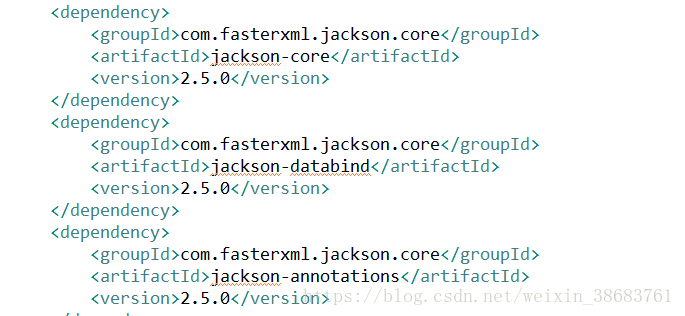 <dependency>
<groupId>com.fasterxml.jackson.core</groupId>
<artifactId>jackson-core</artifactId>
<version>2.5.0</version>
</dependency>
<dependency>
<groupId>com.fasterxml.jackson.core</groupId>
<artifactId>jackson-databind</artifactId>
<version>2.5.0</version>
</dependency>
<dependency>
<groupId>com.fasterxml.jackson.core</groupId>
<artifactId>jackson-annotations</artifactId>
<version>2.5.0</version>
https://blog.csdn.net/weixin_38683761